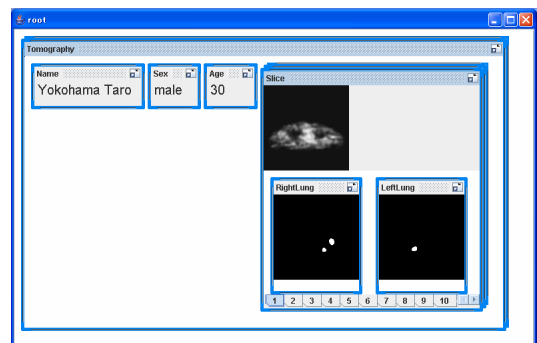 root
Tomography
Name
Yokohama Taro
Sex
male
Age
30
Slice
RightLung
LeftLung
1 2 3 4 5 6 7 8 9 10